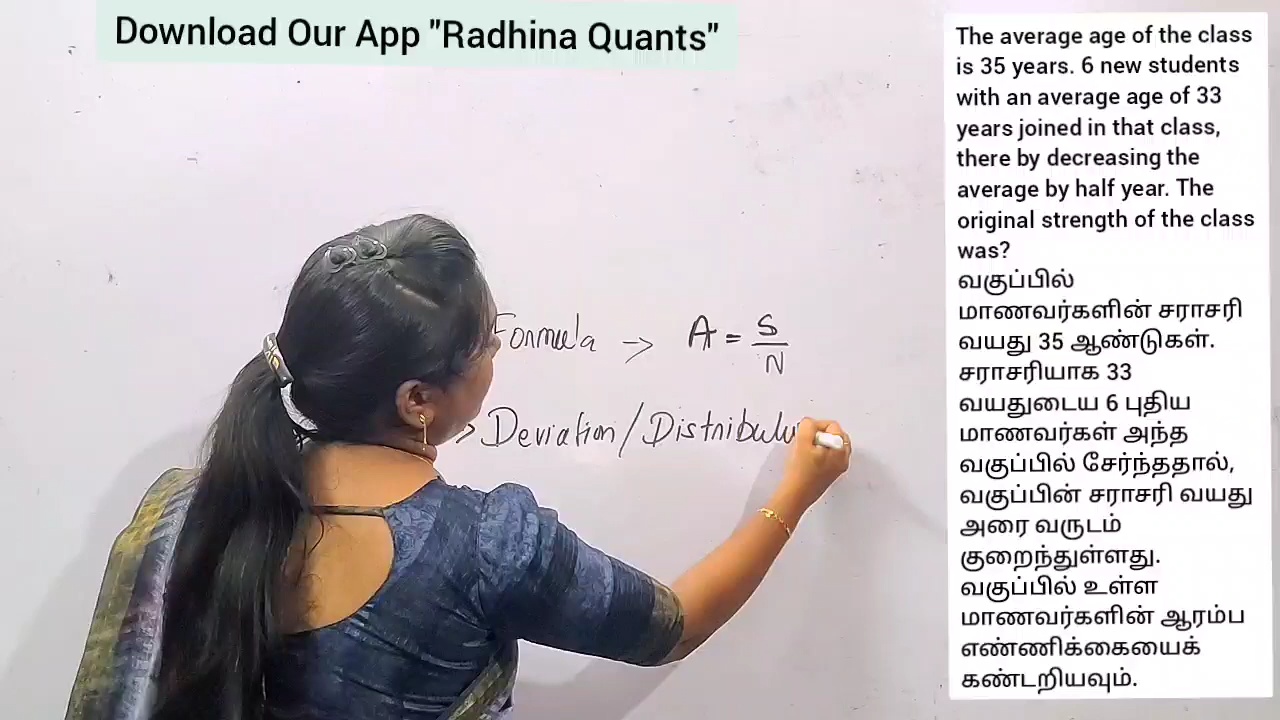 Download Our App "Radhina Quants"
The average age of the class
is 35 years. 6 new students
with an average age of 33
years joined in that class,
there by decreasing the
average by half year. The
original strength of the class
was?
வகுப்பில்
மாணவர்களின் சராசரி
வயது 35 ஆண்டுகள்.
சராசரியாக 33
வயதுடைய 6 புதிய
மாணவர்கள் அந்த
வகுப்பில் சேர்ந்ததால்,
வகுப்பின் சராசரி வயது
அரை வருடம்
குறைந்துள்ளது.
வகுப்பில் உள்ள
மாணவர்களின் ஆரம்ப
எண்ணிக்கையைக்
கண்டறியவும்.
Formula -> A = S/N
> Deviation/